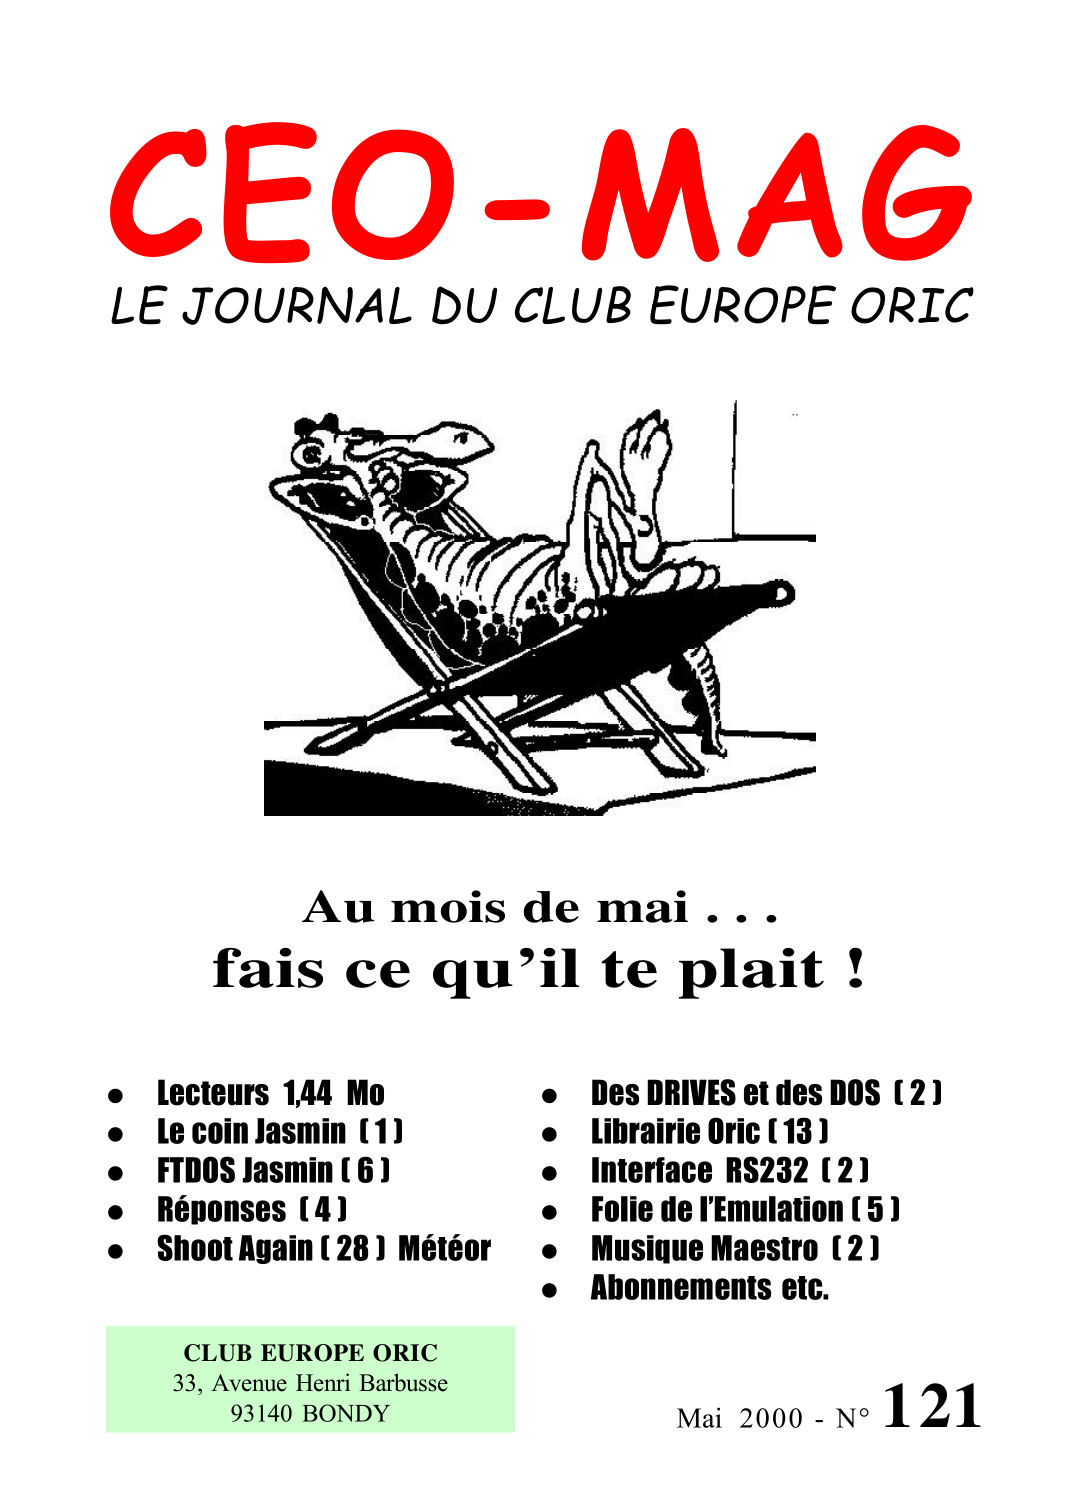 CEO-MAG
LE JOURNAL DU CLUB EUROPE ORIC
Au mois de mai . . .
fais ce qu’il te plait !
● Lecteurs 1,44 Mo
● Le coin Jasmin ( 1 )
● FTDOS Jasmin ( 6 )
● Réponses ( 4 )
● Shoot Again ( 28 ) Météor
● Des DRIVES et des DOS ( 2 )
● Librairie Oric ( 13 )
● Interface RS232 ( 2 )
● Folie de l’Emulation ( 5 )
● Musique Maestro ( 2 )
● Abonnements etc.
CLUB EUROPE ORIC
33, Avenue Henri Barbusse
93140 BONDY
Mai 2000 - N° 121